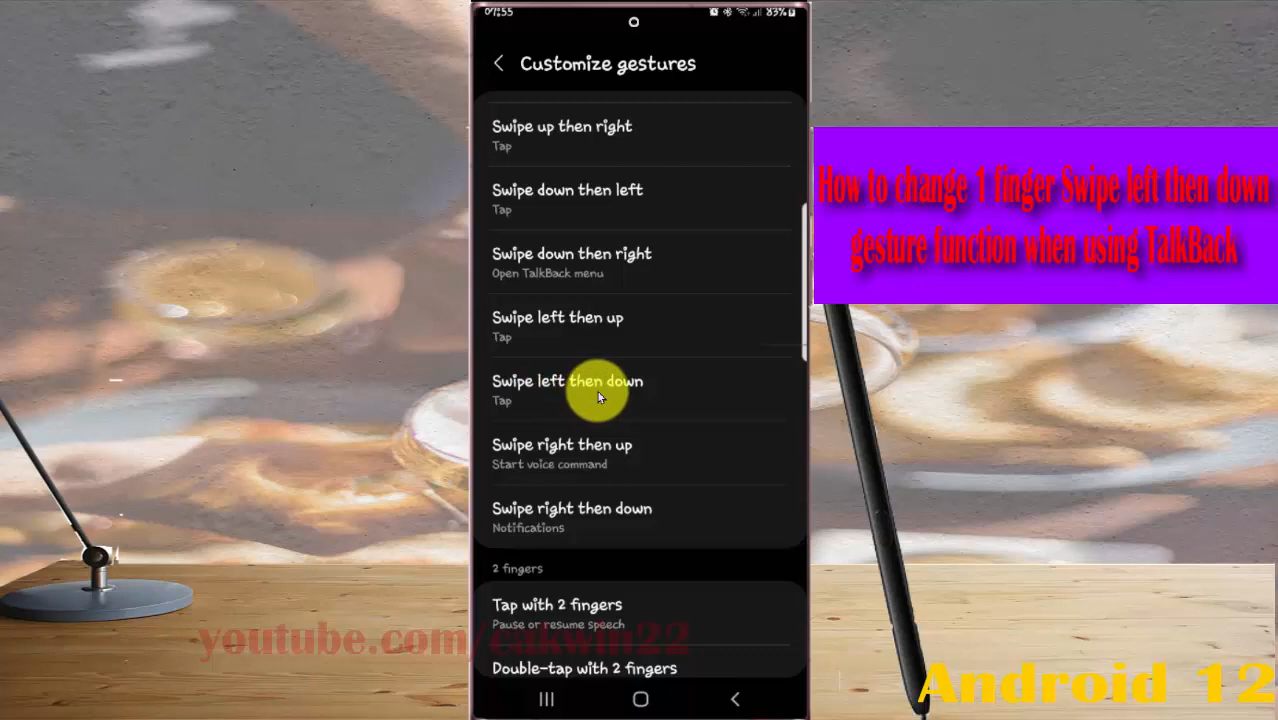 07:55
83%
Customize gestures
Swipe up then right
Tap
Swipe down then left
Tap
Swipe down then right
Open TalkBack menu
Swipe left then up
Tap
Swipe left then down
Tap
Swipe right then up
Start voice command
Swipe right then down
Notifications
2 fingers
Tap with 2 fingers
Pause or resume speech
Double-tap with 2 fingers
How to change 1 finger Swipe left then down
gesture function when using TalkBack
youtube.com/cakwin22
Android 12